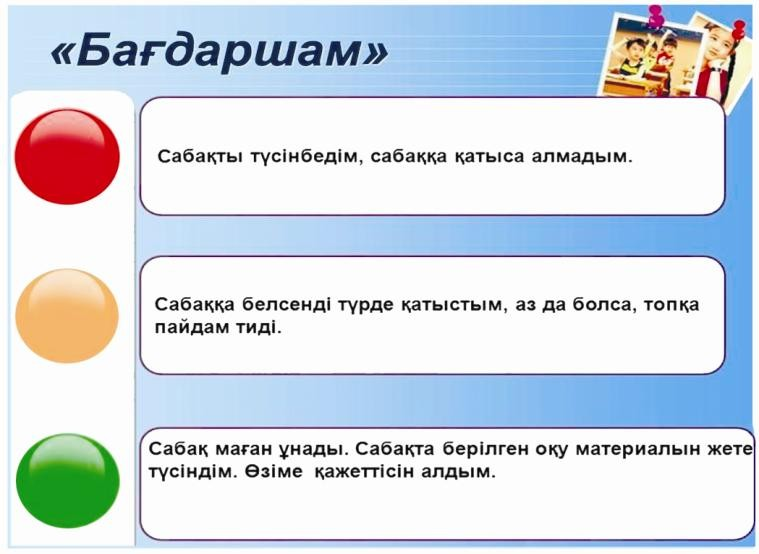 «Бағдаршам»
Сабақты түсінбедім, сабаққа қатыса алмадым.
Сабаққа белсенді түрде қатыстым, аз да болса, топқа
пайдам тиді.
Сабақ маған ұнады. Сабақта берілген оқу материалын жете
түсіндім. Өзіме қажеттісін алдым.